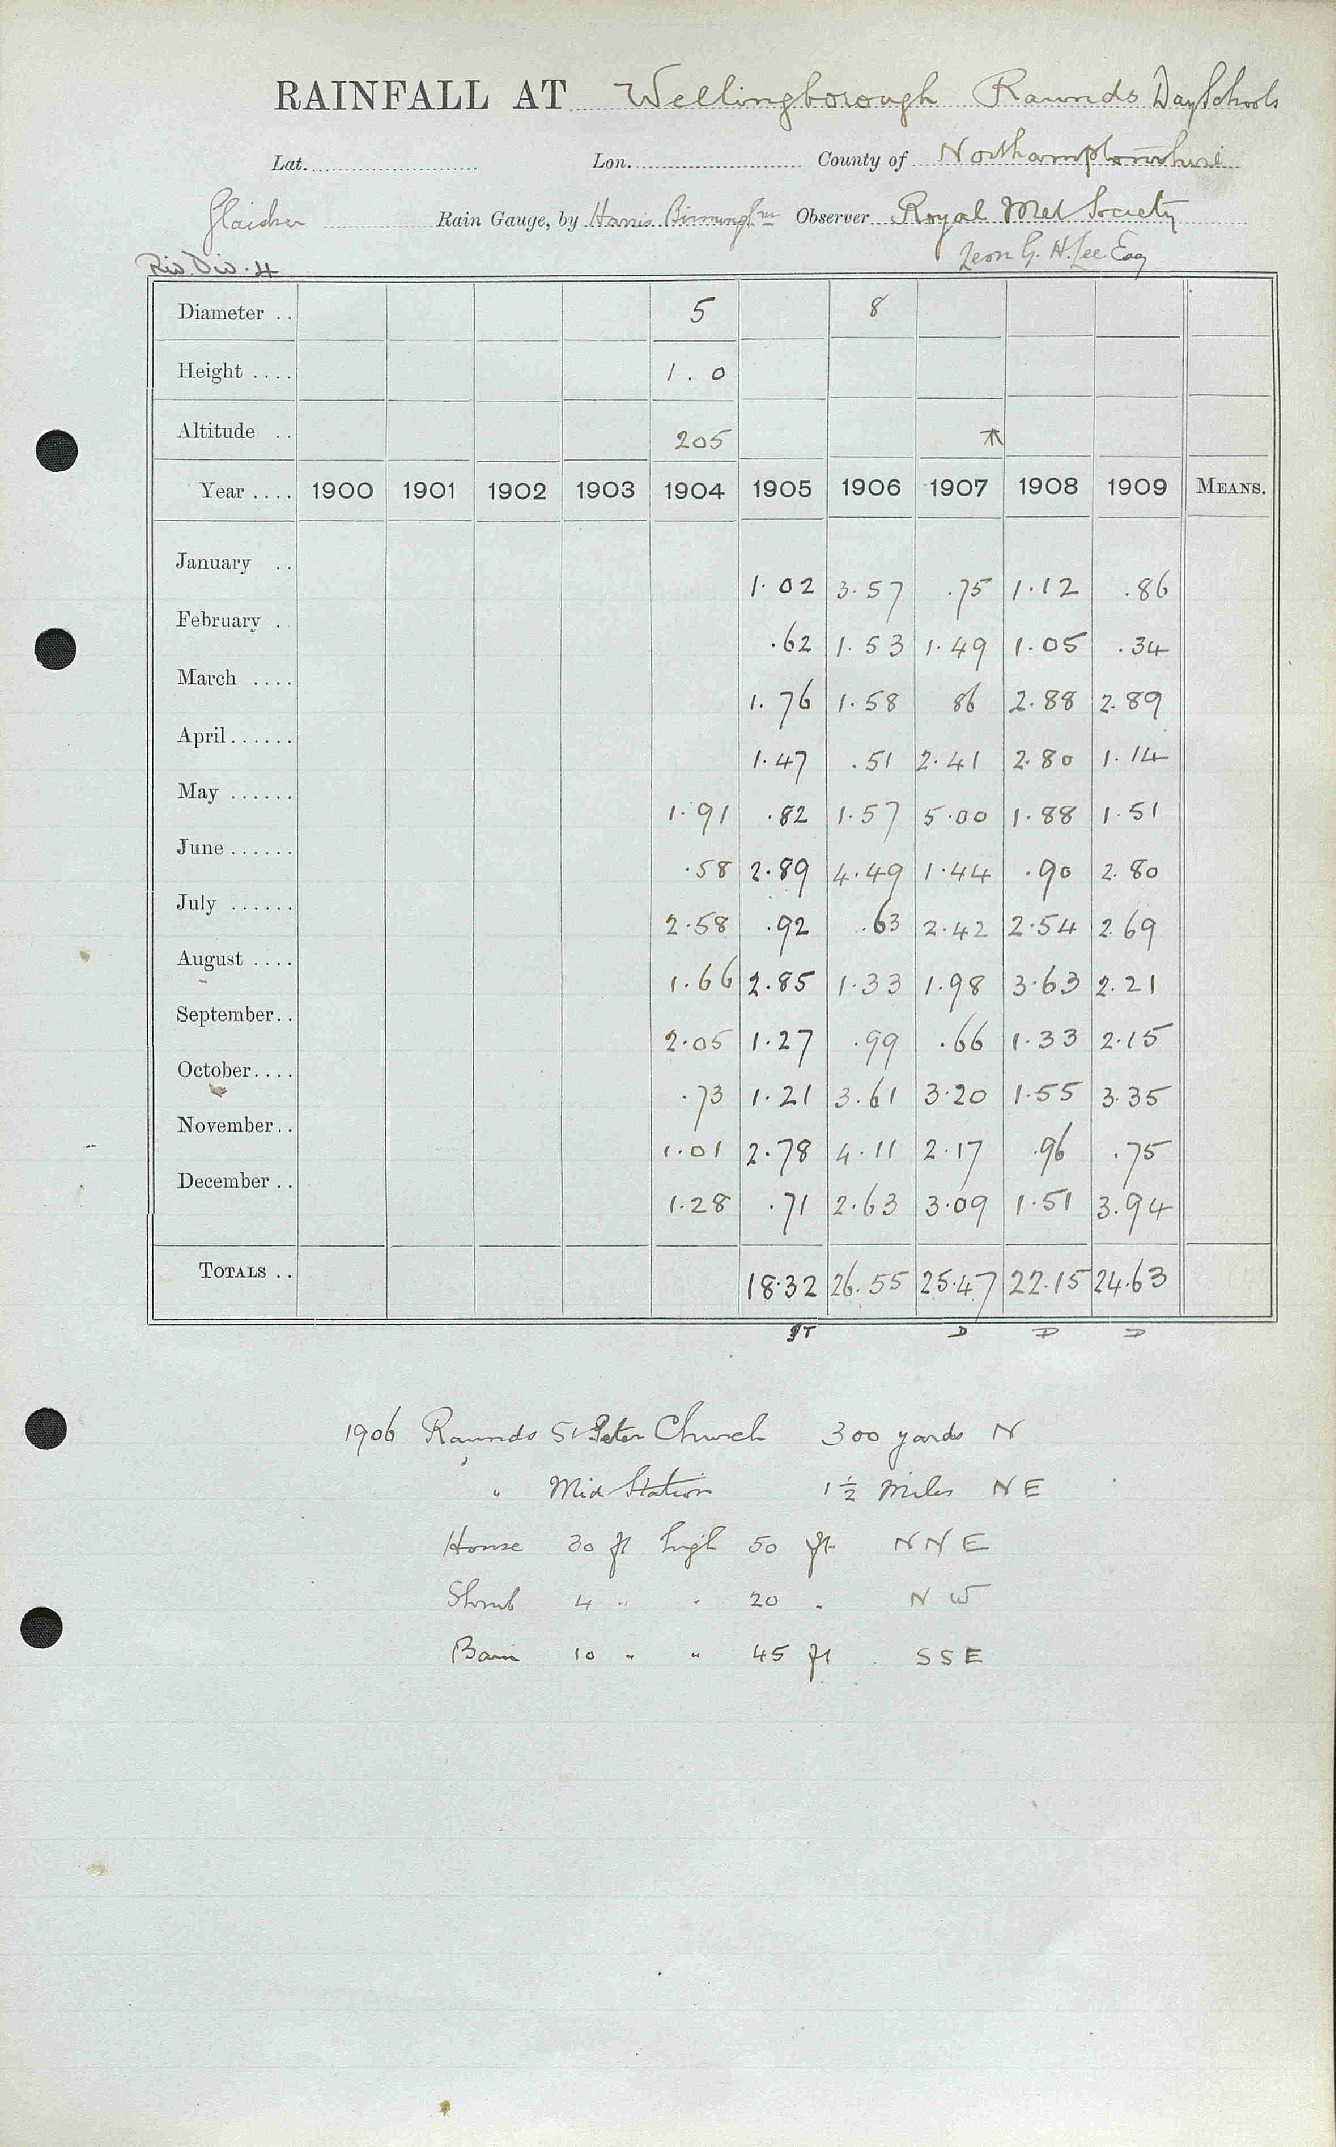 RAINFALL AT Wellingborough Raunds Day Schools
Lat. Lon. County of Northamptonshire
Glaisher Rain Gauge, by Harris Birmingham Observer Royal Met Society
G. H. Lee Esq
Riv. Div. 4
Diameter .. 5 8
Height .... 1.0
Altitude .. 205
Year .... 1900 1901 1902 1903 1904 1905 1906 1907 1908 1909 MEANS.
January .. 1.02 3.57 .75 1.12 .86
February . .62 1.53 1.49 1.05 .34
March .... 1.76 1.58 86 2.88 2.89
April...... 1.47 .51 2.41 2.80 1.14
May ...... 1.91 .82 1.57 5.00 1.88 1.51
June...... .58 2.89 4.49 1.44 .90 2.80
July ...... 2.58 .92 .63 2.42 2.54 2.69
August .... 1.66 2.85 1.33 1.98 3.63 2.21
September.. 2.05 1.27 .99 .66 1.33 2.15
October.... .73 1.21 3.61 3.20 1.55 3.35
November.. 1.01 2.78 4.11 2.17 .96 .75
December .. 1.28 .71 2.63 3.09 1.51 3.94
TOTALS .. 18.32 26.55 25.47 22.15 24.63
D D D
1906 Raunds St Peter Church 300 yards N
" Mid Station 1½ miles NE
House 30 ft high 50 ft NNE
Shrub 4 " " 20 " NW
Barn 10 " " 45 ft . SSE